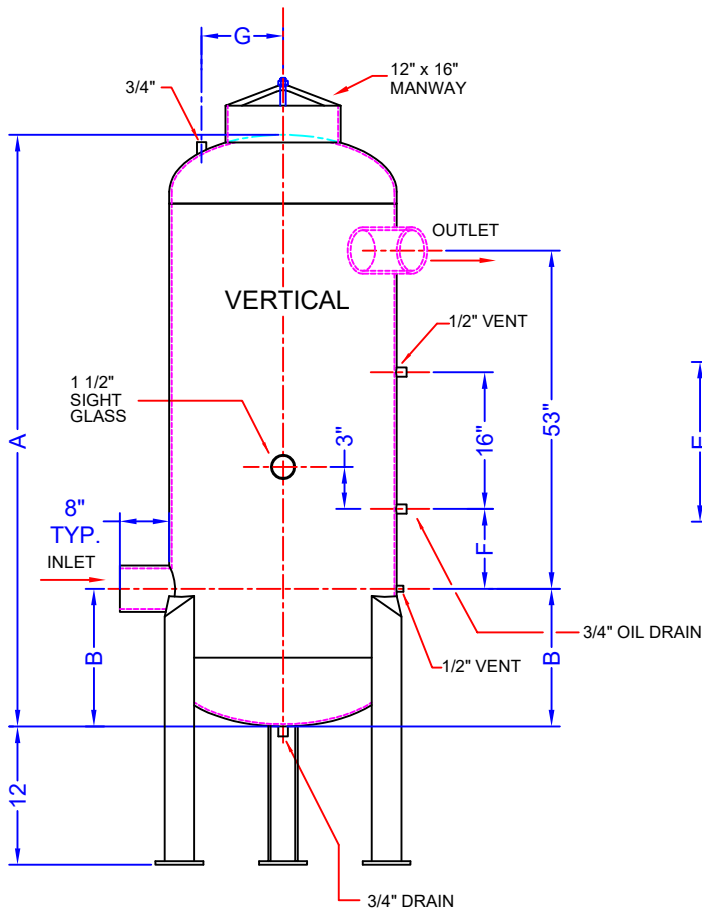 G
3/4"
12" x 16"
MANWAY
OUTLET
VERTICAL
1/2" VENT
1 1/2"
SIGHT
GLASS
A
3"
16"
53"
8"
TYP.
INLET
F
B
B
3/4" OIL DRAIN
1/2" VENT
12
3/4" DRAIN